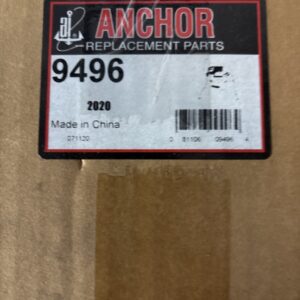 ANCHOR
REPLACEMENT PARTS
9496
2020
Made in China
071120
0 81106 09496 4